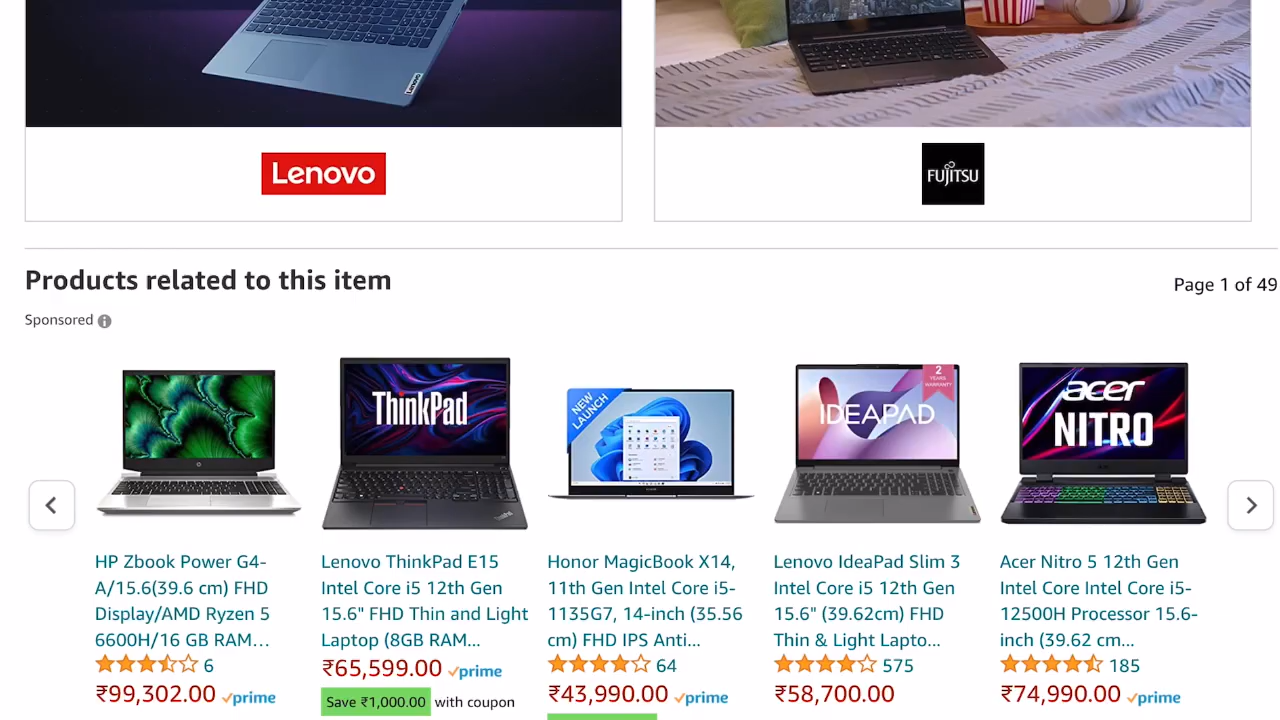 Lenovo
Lenovo
FUJITSU
Products related to this item
Page 1 of 49
Sponsored
ThinkPad
NEW
LAUNCH
2
YEARS
WARRANTY
IDEAPAD
acer
NITRO
HP Zbook Power G4-
A/15.6(39.6 cm) FHD
Display/AMD Ryzen 5
6600H/16 GB RAM…
6
₹99,302.00 prime
Lenovo ThinkPad E15
Intel Core i5 12th Gen
15.6" FHD Thin and Light
Laptop (8GB RAM...
₹65,599.00 prime
Save ₹1,000.00 with coupon
Honor MagicBook X14,
11th Gen Intel Core i5-
1135G7, 14-inch (35.56
cm) FHD IPS Anti...
64
₹43,990.00 prime
Lenovo IdeaPad Slim 3
Intel Core i5 12th Gen
15.6" (39.62cm) FHD
Thin & Light Lapto...
575
₹58,700.00
Acer Nitro 5 12th Gen
Intel Core Intel Core i5-
12500H Processor 15.6-
inch (39.62 cm...
185
₹74,990.00 prime